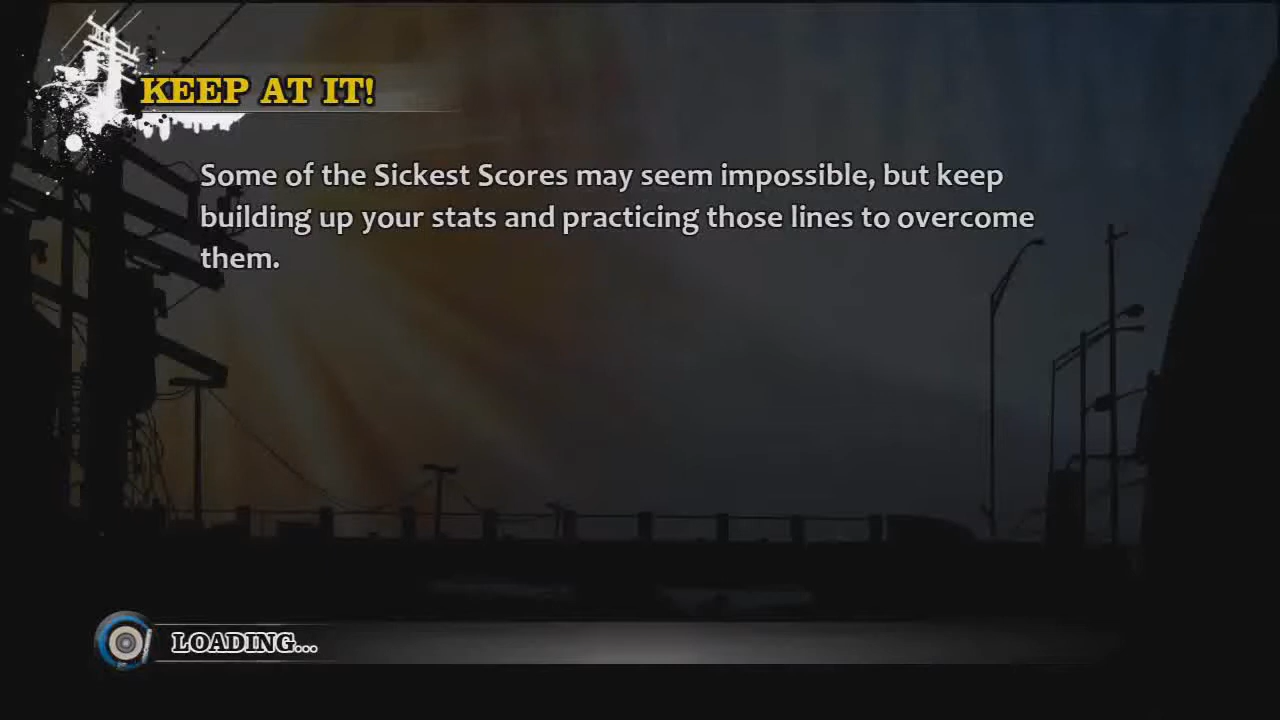 KEEP AT IT!
Some of the Sickest Scores may seem impossible, but keep
building up your stats and practicing those lines to overcome
them.
LOADING...